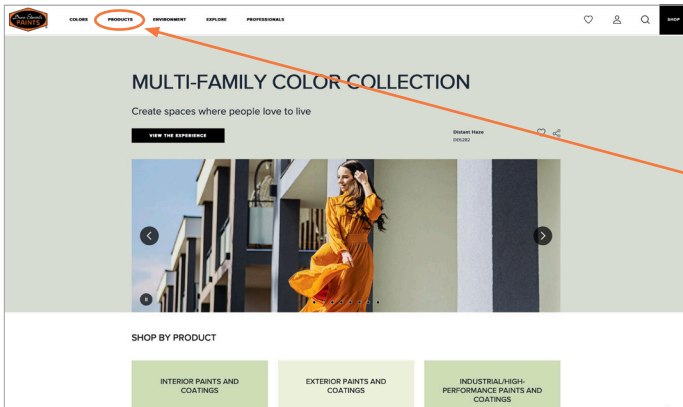 Dunn-Edwards
PAINTS
COLORS PRODUCTS ENVIRONMENT EXPLORE PROFESSIONALS SHOP
MULTI-FAMILY COLOR COLLECTION
Create spaces where people love to live
VIEW THE EXPERIENCE
Distant Haze
DE6282
SHOP BY PRODUCT
INTERIOR PAINTS AND
COATINGS
EXTERIOR PAINTS AND
COATINGS
INDUSTRIAL/HIGH-
PERFORMANCE PAINTS AND
COATINGS